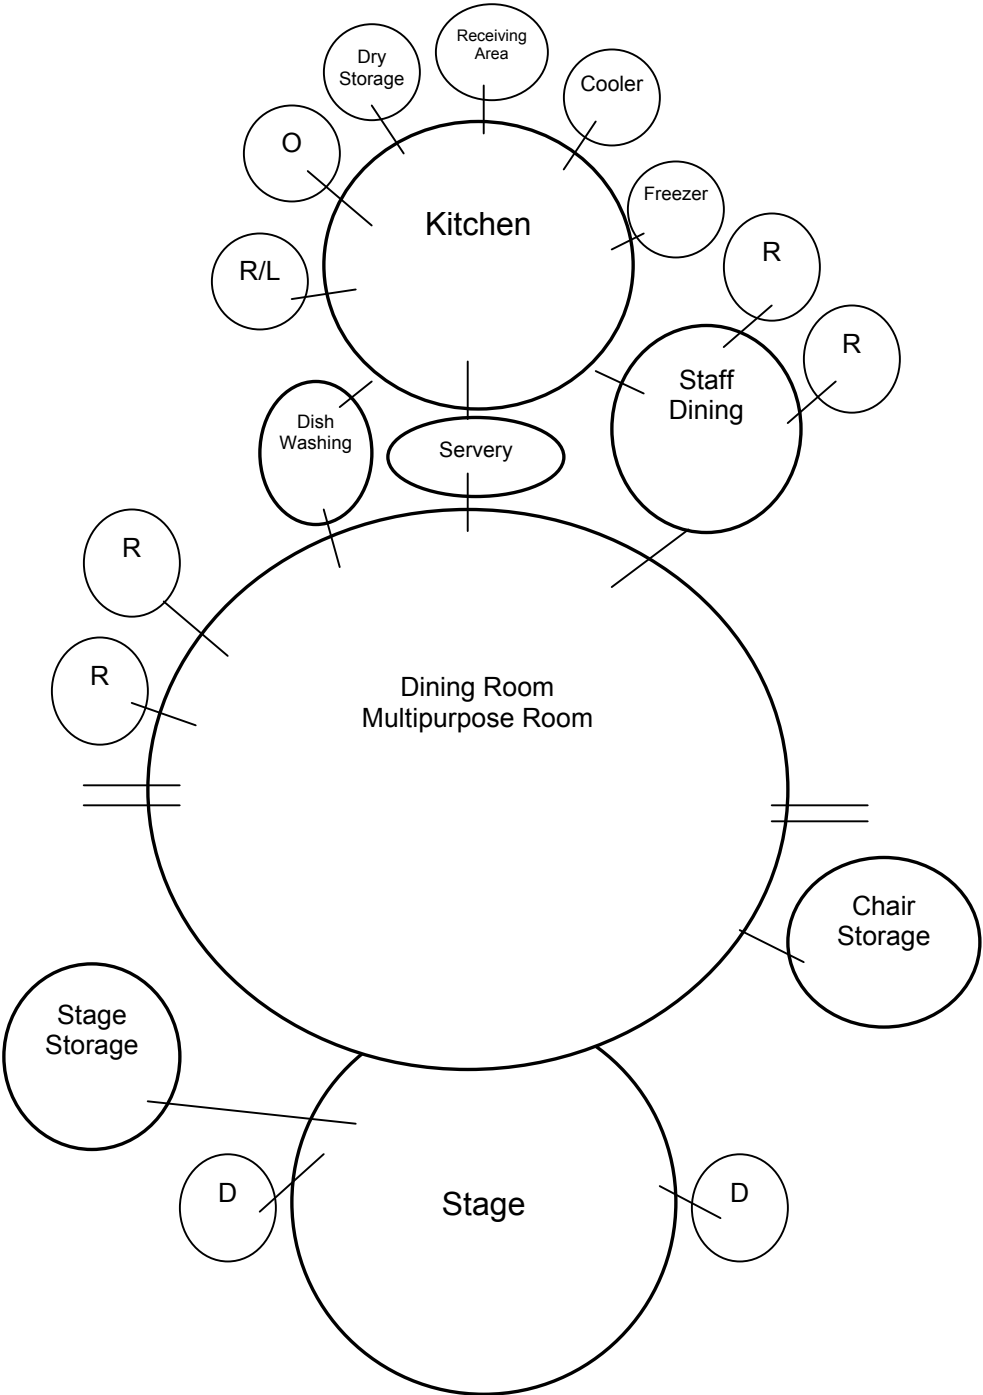 Receiving
Area
Dry
Storage
Cooler
O
Freezer
Kitchen
R
R/L
R
Staff
Dining
Dish
Washing
Servery
R
R
Dining Room
Multipurpose Room
Chair
Storage
Stage
Storage
D
Stage
D